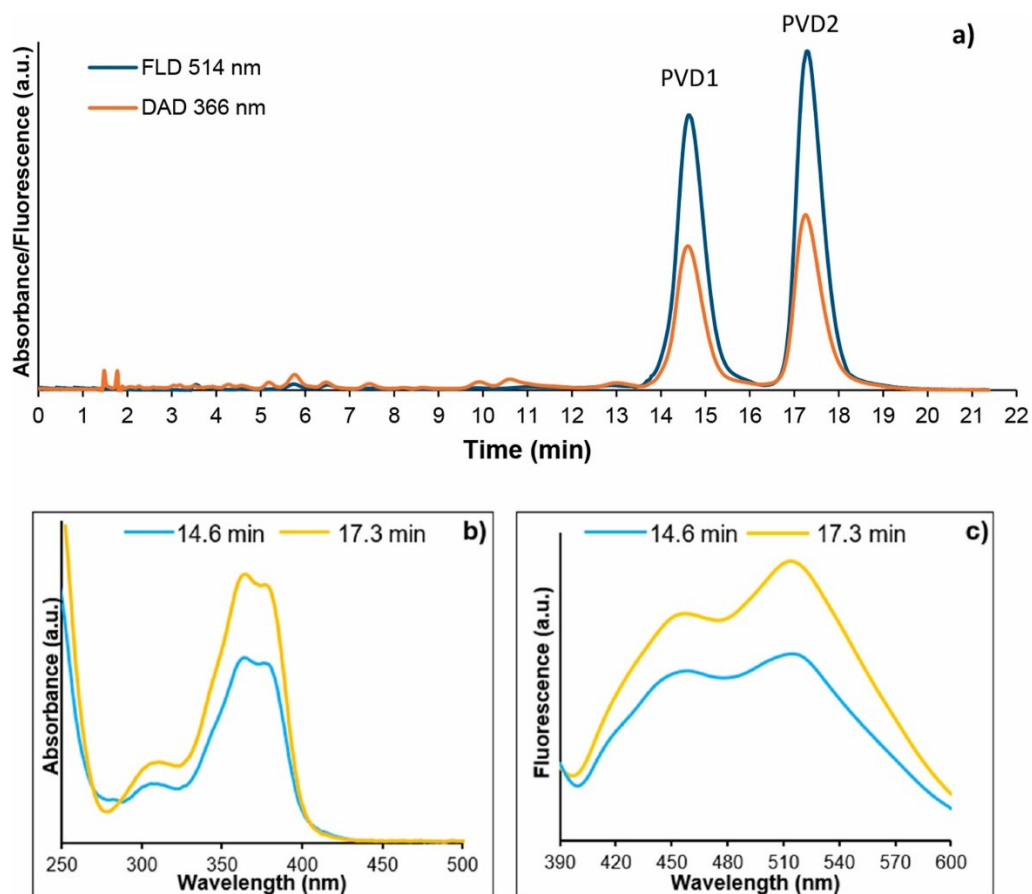 PVD2
a)
PVD1
FLD 514 nm
DAD 366 nm
Absorbance/Fluorescence (a.u.)
0 1 2 3 4 5 6 7 8 9 10 11 12 13 14 15 16 17 18 19 20 21 22
Time (min)
14.6 min 17.3 min b)
Absorbance (a.u.)
250 300 350 400 450 500
Wavelength (nm)
14.6 min 17.3 min c)
Fluorescence (a.u.)
390 420 450 480 510 540 570 600
Wavelength (nm)